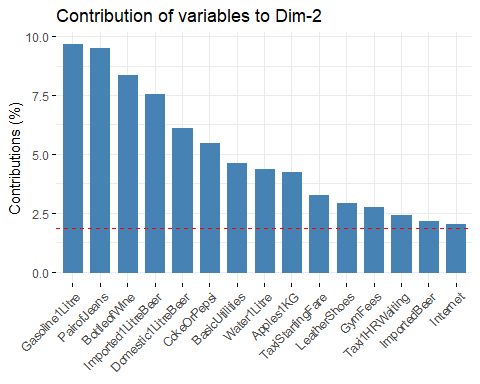 Contribution of variables to Dim-2
Contributions (%)
10.0
7.5
5.0
2.5
0.0
Gasoline1Litre
PairofJeans
BottleofWine
Imported1LitreBeer
Domestic1LitreBeer
CokeOrPepsi
BasicUtilities
Water1Litre
Apples1KG
TaxiStartingFare
LeatherShoes
GymFees
Taxi1HRWaiting
ImportedBeer
Internet